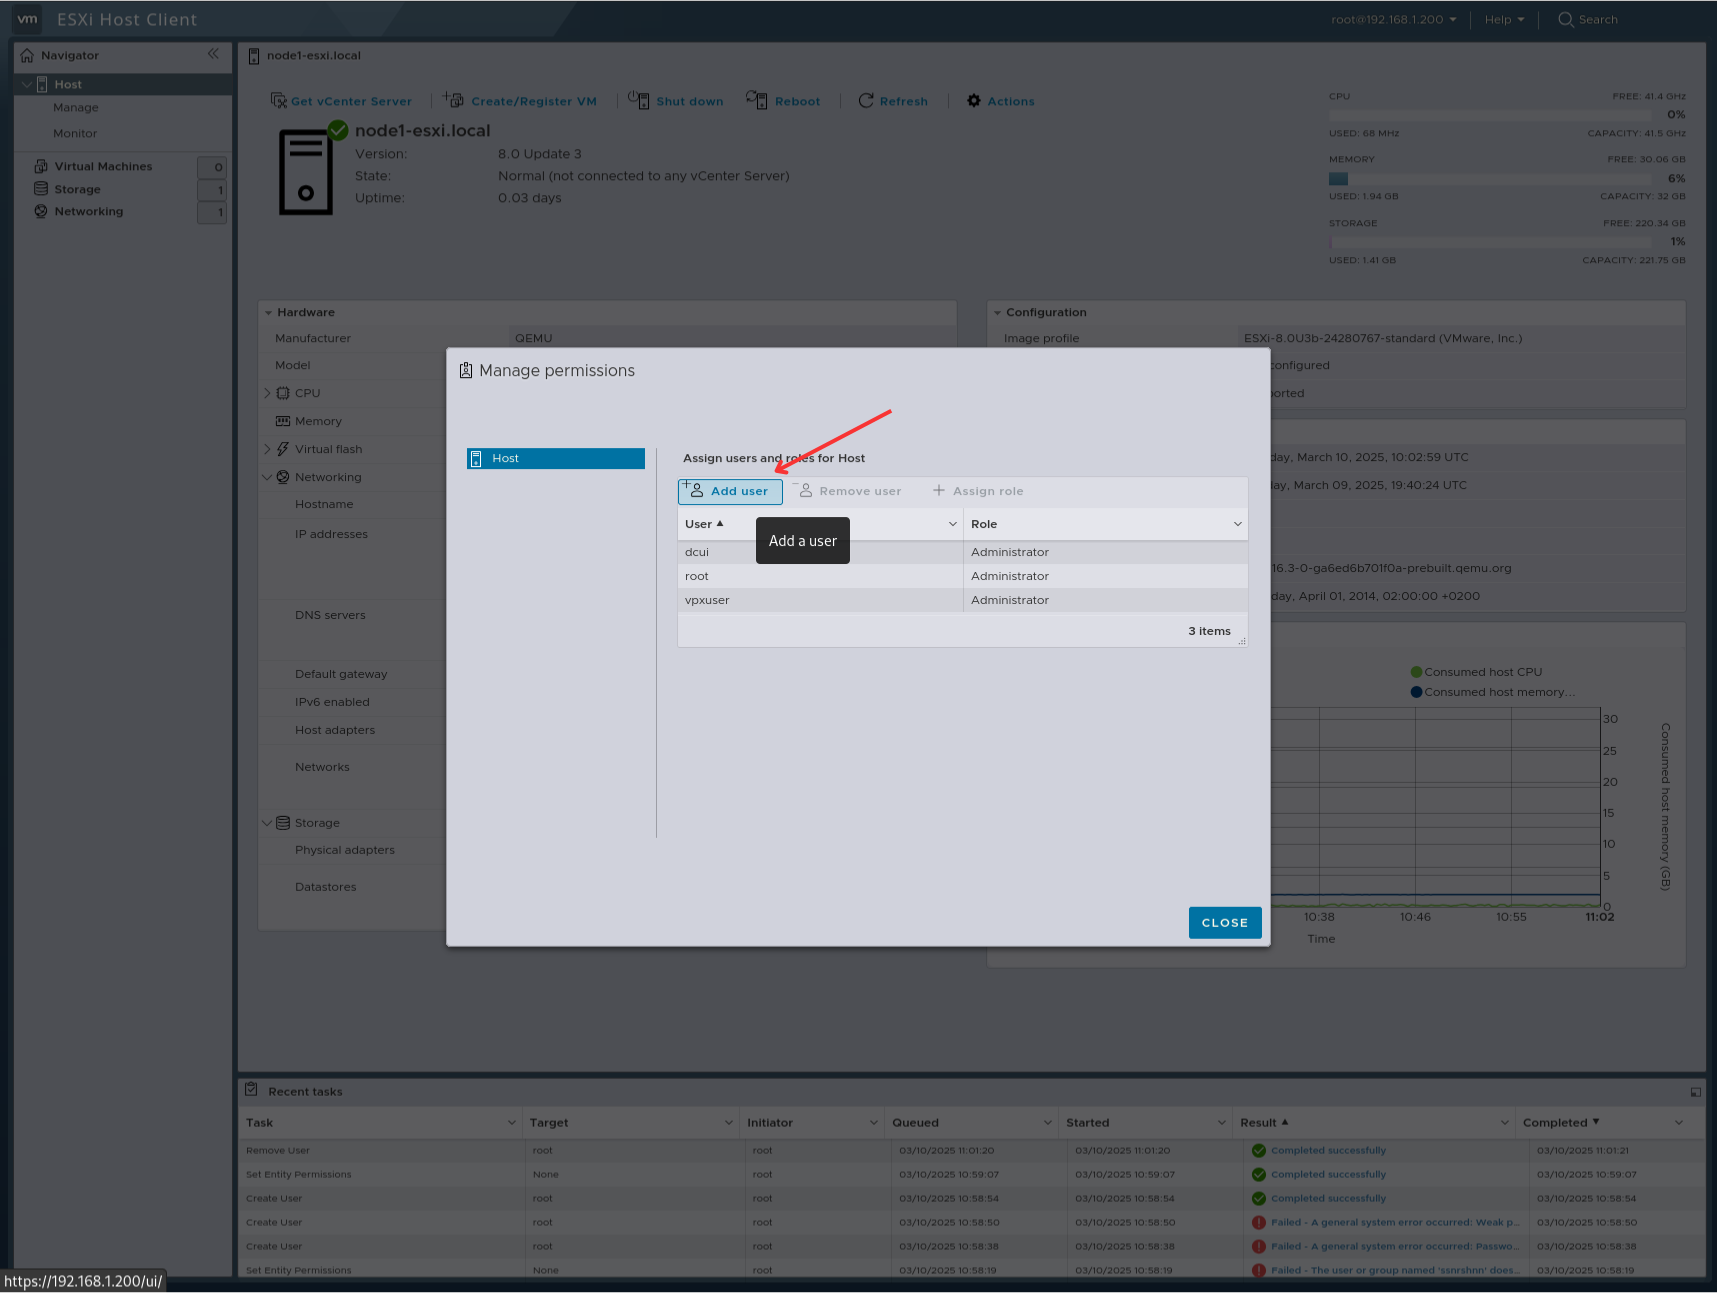 vm ESXi Host Client
root@192.168.1.200 Help Search
Navigator
Host
Manage
Monitor
Virtual Machines 0
Storage 1
Networking 1
node1-esxi.local
Get vCenter Server Create/Register VM Shut down Reboot Refresh Actions
node1-esxi.local
Version: 8.0 Update 3
State: Normal (not connected to any vCenter Server)
Uptime: 0.03 days
CPU FREE: 41.4 GHz
0%
USED: 68 MHz CAPACITY: 41.5 GHz
MEMORY FREE: 30.06 GB
6%
USED: 1.94 GB CAPACITY: 32 GB
STORAGE FREE: 220.34 GB
1%
USED: 1.41 GB CAPACITY: 221.75 GB
Hardware
Manufacturer QEMU
Model
CPU
Memory
Virtual flash
Networking
Hostname
IP addresses
DNS servers
Default gateway
IPv6 enabled
Host adapters
Networks
Storage
Physical adapters
Datastores
Configuration
Image profile ESXi-8.0U3b-24280767-standard (VMware, Inc.)
configured
ported
day, March 10, 2025, 10:02:59 UTC
lay, March 09, 2025, 19:40:24 UTC
16.3-0-ga6ed6b701f0a-prebuilt.qemu.org
day, April 01, 2014, 02:00:00 +0200
Consumed host CPU
Consumed host memory...
30
25
20
15
10
5
0
Consumed host memory (GB)
10:38 10:46 10:55 11:02
Time
Manage permissions
Host
Assign users and roles for Host
Add user Remove user Assign role
User Role
Add a user
dcui Administrator
root Administrator
vpxuser Administrator
3 items
CLOSE
Recent tasks
Task Target Initiator Queued Started Result Completed
Remove User root root 03/10/2025 11:01:20 03/10/2025 11:01:20 Completed successfully 03/10/2025 11:01:21
Set Entity Permissions None root 03/10/2025 10:59:07 03/10/2025 10:59:07 Completed successfully 03/10/2025 10:59:07
Create User root root 03/10/2025 10:58:54 03/10/2025 10:58:54 Completed successfully 03/10/2025 10:58:54
Create User root root 03/10/2025 10:58:50 03/10/2025 10:58:50 Failed - A general system error occurred: Weak p... 03/10/2025 10:58:50
Create User root root 03/10/2025 10:58:38 03/10/2025 10:58:38 Failed - A general system error occurred: Passwo... 03/10/2025 10:58:38
Set Entity Permissions None root 03/10/2025 10:58:19 03/10/2025 10:58:19 Failed - The user or group named 'ssnrshnn' does... 03/10/2025 10:58:19
https://192.168.1.200/ui/